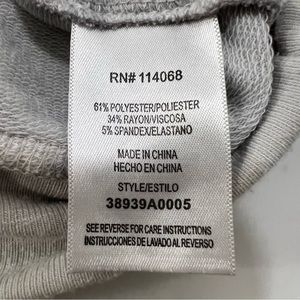 RN# 114068
61% POLYESTER/POLIESTER
34% RAYON/VISCOSA
5% SPANDEX/ELASTANO
MADE IN CHINA
HECHO EN CHINA
STYLE/ESTILO
38939A0005
SEE REVERSE FOR CARE INSTRUCTIONS
INSTRUCCIONES DE LAVADO AL REVERSO